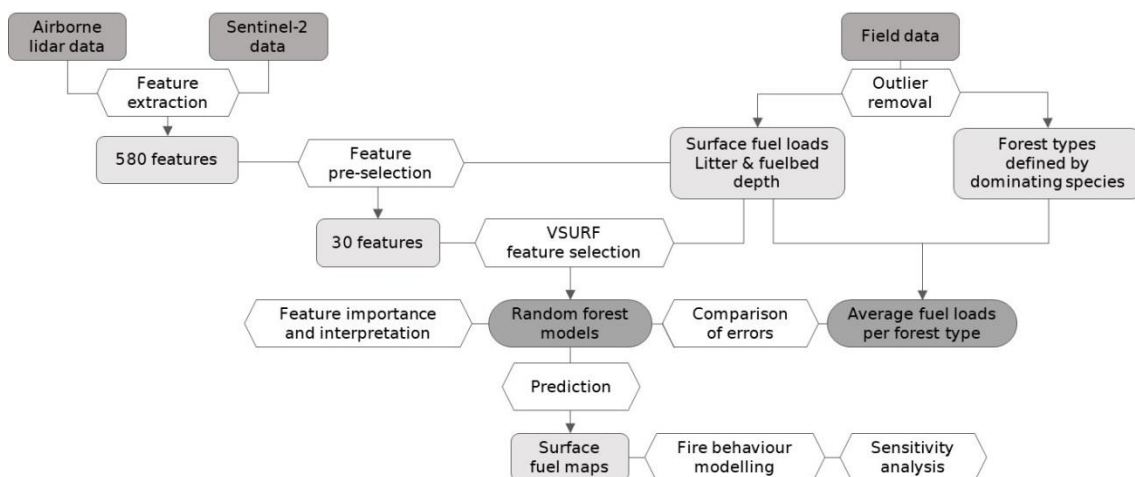 Airborne
lidar data
Sentinel-2
data
Field data
Feature
extraction
Outlier
removal
580 features
Feature
pre-selection
Surface fuel loads
Litter & fuelbed
depth
Forest types
defined by
dominating species
30 features
VSURF
feature selection
Feature importance
and interpretation
Random forest
models
Comparison
of errors
Average fuel loads
per forest type
Prediction
Surface
fuel maps
Fire behaviour
modelling
Sensitivity
analysis